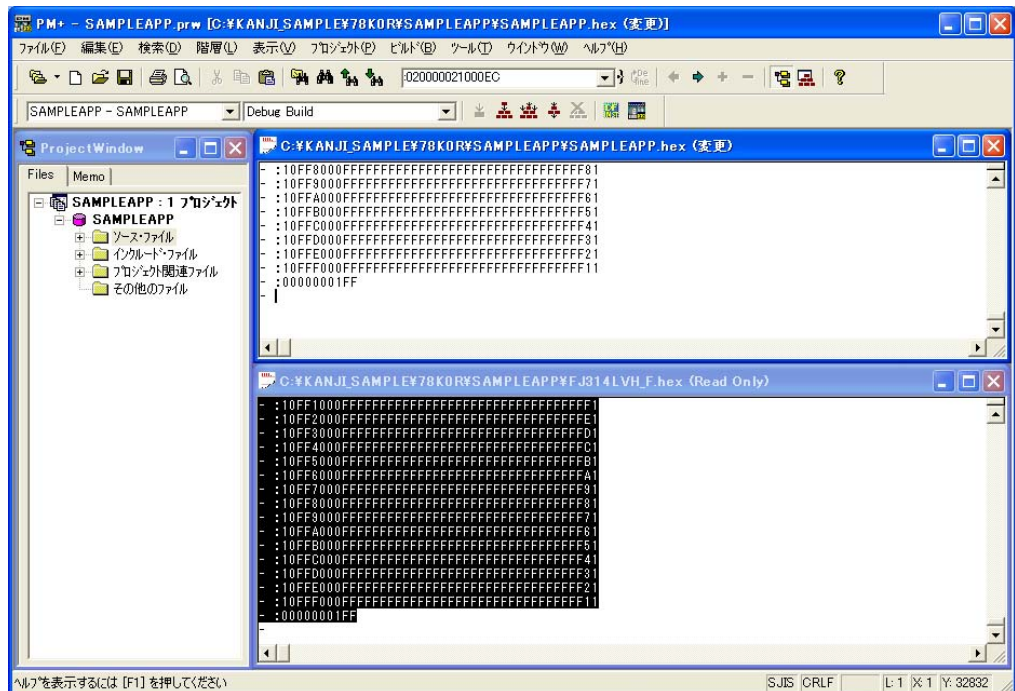 PM+ - SAMPLEAPP.prw [C:¥KANJI_SAMPLE¥78K0R¥SAMPLEAPP¥SAMPLEAPP.hex (変更)]
ファイル(F) 編集(E) 検索(D) 階層(L) 表示(V) プロジェクト(P) ビルド(B) ツール(T) ウインドウ(W) ヘルプ(H)
:020000021000EC
SAMPLEAPP - SAMPLEAPP Debug Build
ProjectWindow
Files Memo
SAMPLEAPP : 1 プロジェクト
SAMPLEAPP
ソース・ファイル
インクルード・ファイル
プロジェクト関連ファイル
その他のファイル
C:¥KANJI_SAMPLE¥78K0R¥SAMPLEAPP¥SAMPLEAPP.hex (変更)
- :10FF8000FFFFFFFFFFFFFFFFFFFFFFFFFFFFFFFF81
- :10FF9000FFFFFFFFFFFFFFFFFFFFFFFFFFFFFFFF71
- :10FFA000FFFFFFFFFFFFFFFFFFFFFFFFFFFFFFFF61
- :10FFB000FFFFFFFFFFFFFFFFFFFFFFFFFFFFFFFF51
- :10FFC000FFFFFFFFFFFFFFFFFFFFFFFFFFFFFFFF41
- :10FFD000FFFFFFFFFFFFFFFFFFFFFFFFFFFFFFFF31
- :10FFE000FFFFFFFFFFFFFFFFFFFFFFFFFFFFFFFF21
- :10FFF000FFFFFFFFFFFFFFFFFFFFFFFFFFFFFFFF11
- :00000001FF
-
C:¥KANJI_SAMPLE¥78K0R¥SAMPLEAPP¥FJ314LVH_F.hex (Read Only)
- :10FF1000FFFFFFFFFFFFFFFFFFFFFFFFFFFFFFFFF1
- :10FF2000FFFFFFFFFFFFFFFFFFFFFFFFFFFFFFFFE1
- :10FF3000FFFFFFFFFFFFFFFFFFFFFFFFFFFFFFFFD1
- :10FF4000FFFFFFFFFFFFFFFFFFFFFFFFFFFFFFFFC1
- :10FF5000FFFFFFFFFFFFFFFFFFFFFFFFFFFFFFFFB1
- :10FF6000FFFFFFFFFFFFFFFFFFFFFFFFFFFFFFFFA1
- :10FF7000FFFFFFFFFFFFFFFFFFFFFFFFFFFFFFFF91
- :10FF8000FFFFFFFFFFFFFFFFFFFFFFFFFFFFFFFF81
- :10FF9000FFFFFFFFFFFFFFFFFFFFFFFFFFFFFFFF71
- :10FFA000FFFFFFFFFFFFFFFFFFFFFFFFFFFFFFFF61
- :10FFB000FFFFFFFFFFFFFFFFFFFFFFFFFFFFFFFF51
- :10FFC000FFFFFFFFFFFFFFFFFFFFFFFFFFFFFFFF41
- :10FFD000FFFFFFFFFFFFFFFFFFFFFFFFFFFFFFFF31
- :10FFE000FFFFFFFFFFFFFFFFFFFFFFFFFFFFFFFF21
- :10FFF000FFFFFFFFFFFFFFFFFFFFFFFFFFFFFFFF11
- :00000001FF
-
ヘルプを表示するには [F1] を押してください SJIS CRLF L: 1 X: 1 Y: 32832